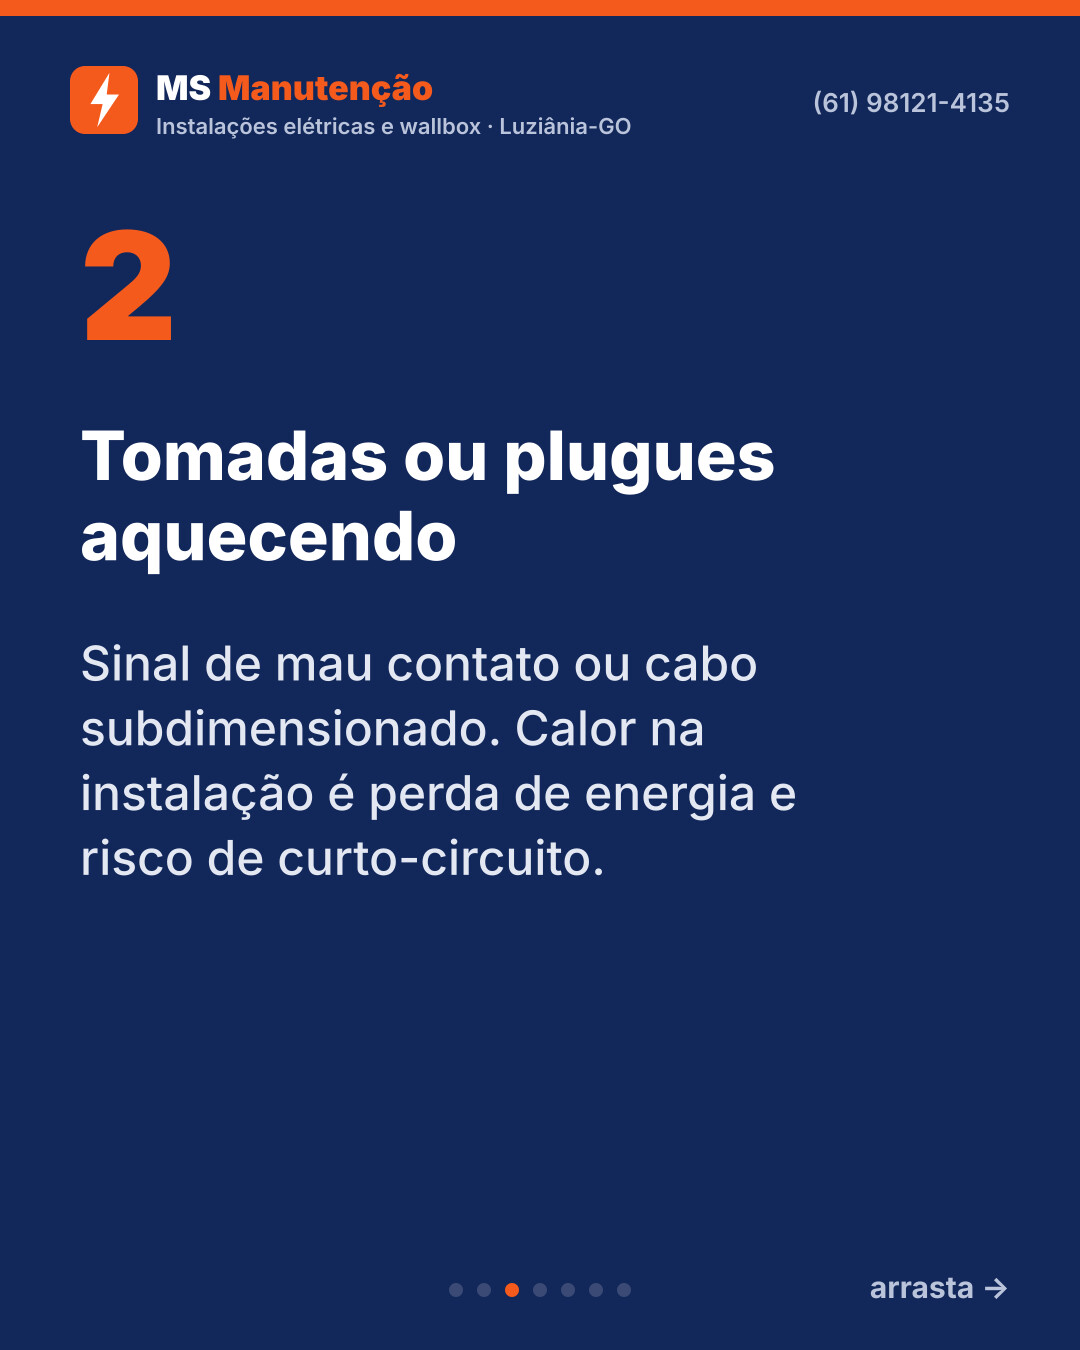 MS Manutenção
Instalações elétricas e wallbox · Luziânia-GO
(61) 98121-4135
2
Tomadas ou plugues
aquecendo
Sinal de mau contato ou cabo
subdimensionado. Calor na
instalação é perda de energia e
risco de curto-circuito.
arrasta →